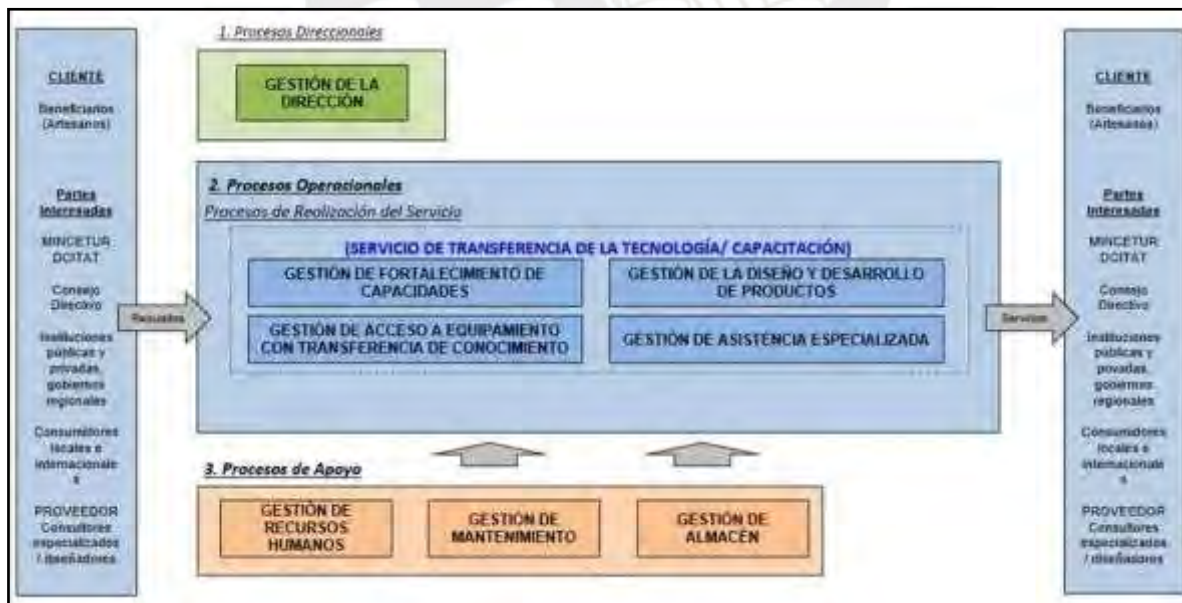 CLIENTE
Beneficiarios
(Artesanos)
Partes
Interesadas
MINCETUR
DCITAT
Consejo
Directivo
Instituciones
públicas y
privadas,
gobiernos
regionales
Consumidores
locales e
internacionale
s
PROVEEDOR
Consultores
especializados
/ diseñadores
1. Procesos Direccionales
GESTIÓN DE LA
DIRECCIÓN
2. Procesos Operacionales
Procesos de Realización del Servicio
(SERVICIO DE TRANSFERENCIA DE LA TECNOLOGÍA/ CAPACITACIÓN)
GESTIÓN DE FORTALECIMIENTO DE
CAPACIDADES
GESTIÓN DE LA DISEÑO Y DESARROLLO
DE PRODUCTOS
GESTIÓN DE ACCESO A EQUIPAMIENTO
CON TRANSFERENCIA DE CONOCIMIENTO
GESTIÓN DE ASISTENCIA ESPECIALIZADA
Servicios
3. Procesos de Apoyo
GESTIÓN DE
RECURSOS
HUMANOS
GESTIÓN DE
MANTENIMIENTO
GESTIÓN DE
ALMACÉN
CLIENTE
Beneficiarios
(Artesanos)
Partes
Interesadas
MINCETUR
DCITAT
Consejo
Directivo
Instituciones
públicas y
povadas,
gobiernos
regionales
Consumidores
locales e
internacionale
s
PROVEEDOR
Consultores
especializados
/ diseñadores